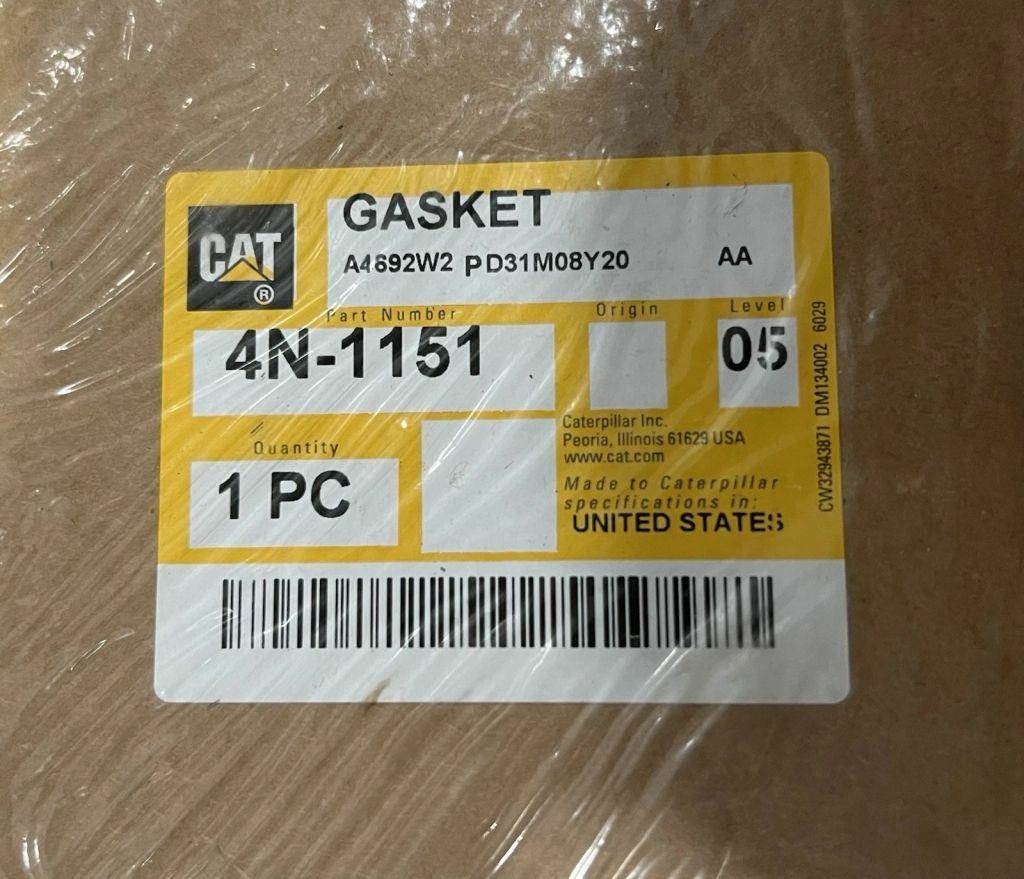 GASKET
CAT
®
A4692W2 PD31M08Y20 AA
Part Number Origin Level
4N-1151 05
Caterpillar Inc.
Peoria, Illinois 61629 USA
www.cat.com
Quantity
1 PC
Made to Caterpillar
specifications in:
UNITED STATES
CW32943871 DM134002 6029